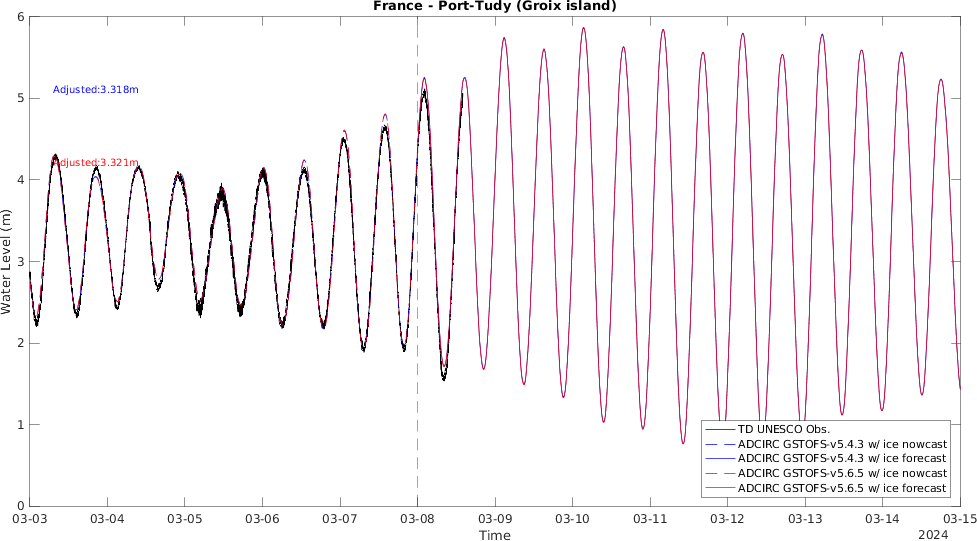 France - Port-Tudy (Groix island)
6
5
4
3
2
1
0
Water Level (m)
Adjusted:3.318m
Adjusted:3.321m
TD UNESCO Obs.
ADCIRC GSTOFS-v5.4.3 w/ ice nowcast
ADCIRC GSTOFS-v5.4.3 w/ ice forecast
ADCIRC GSTOFS-v5.6.5 w/ ice nowcast
ADCIRC GSTOFS-v5.6.5 w/ ice forecast
03-03 03-04 03-05 03-06 03-07 03-08 03-09 03-10 03-11 03-12 03-13 03-14 03-15
Time
2024